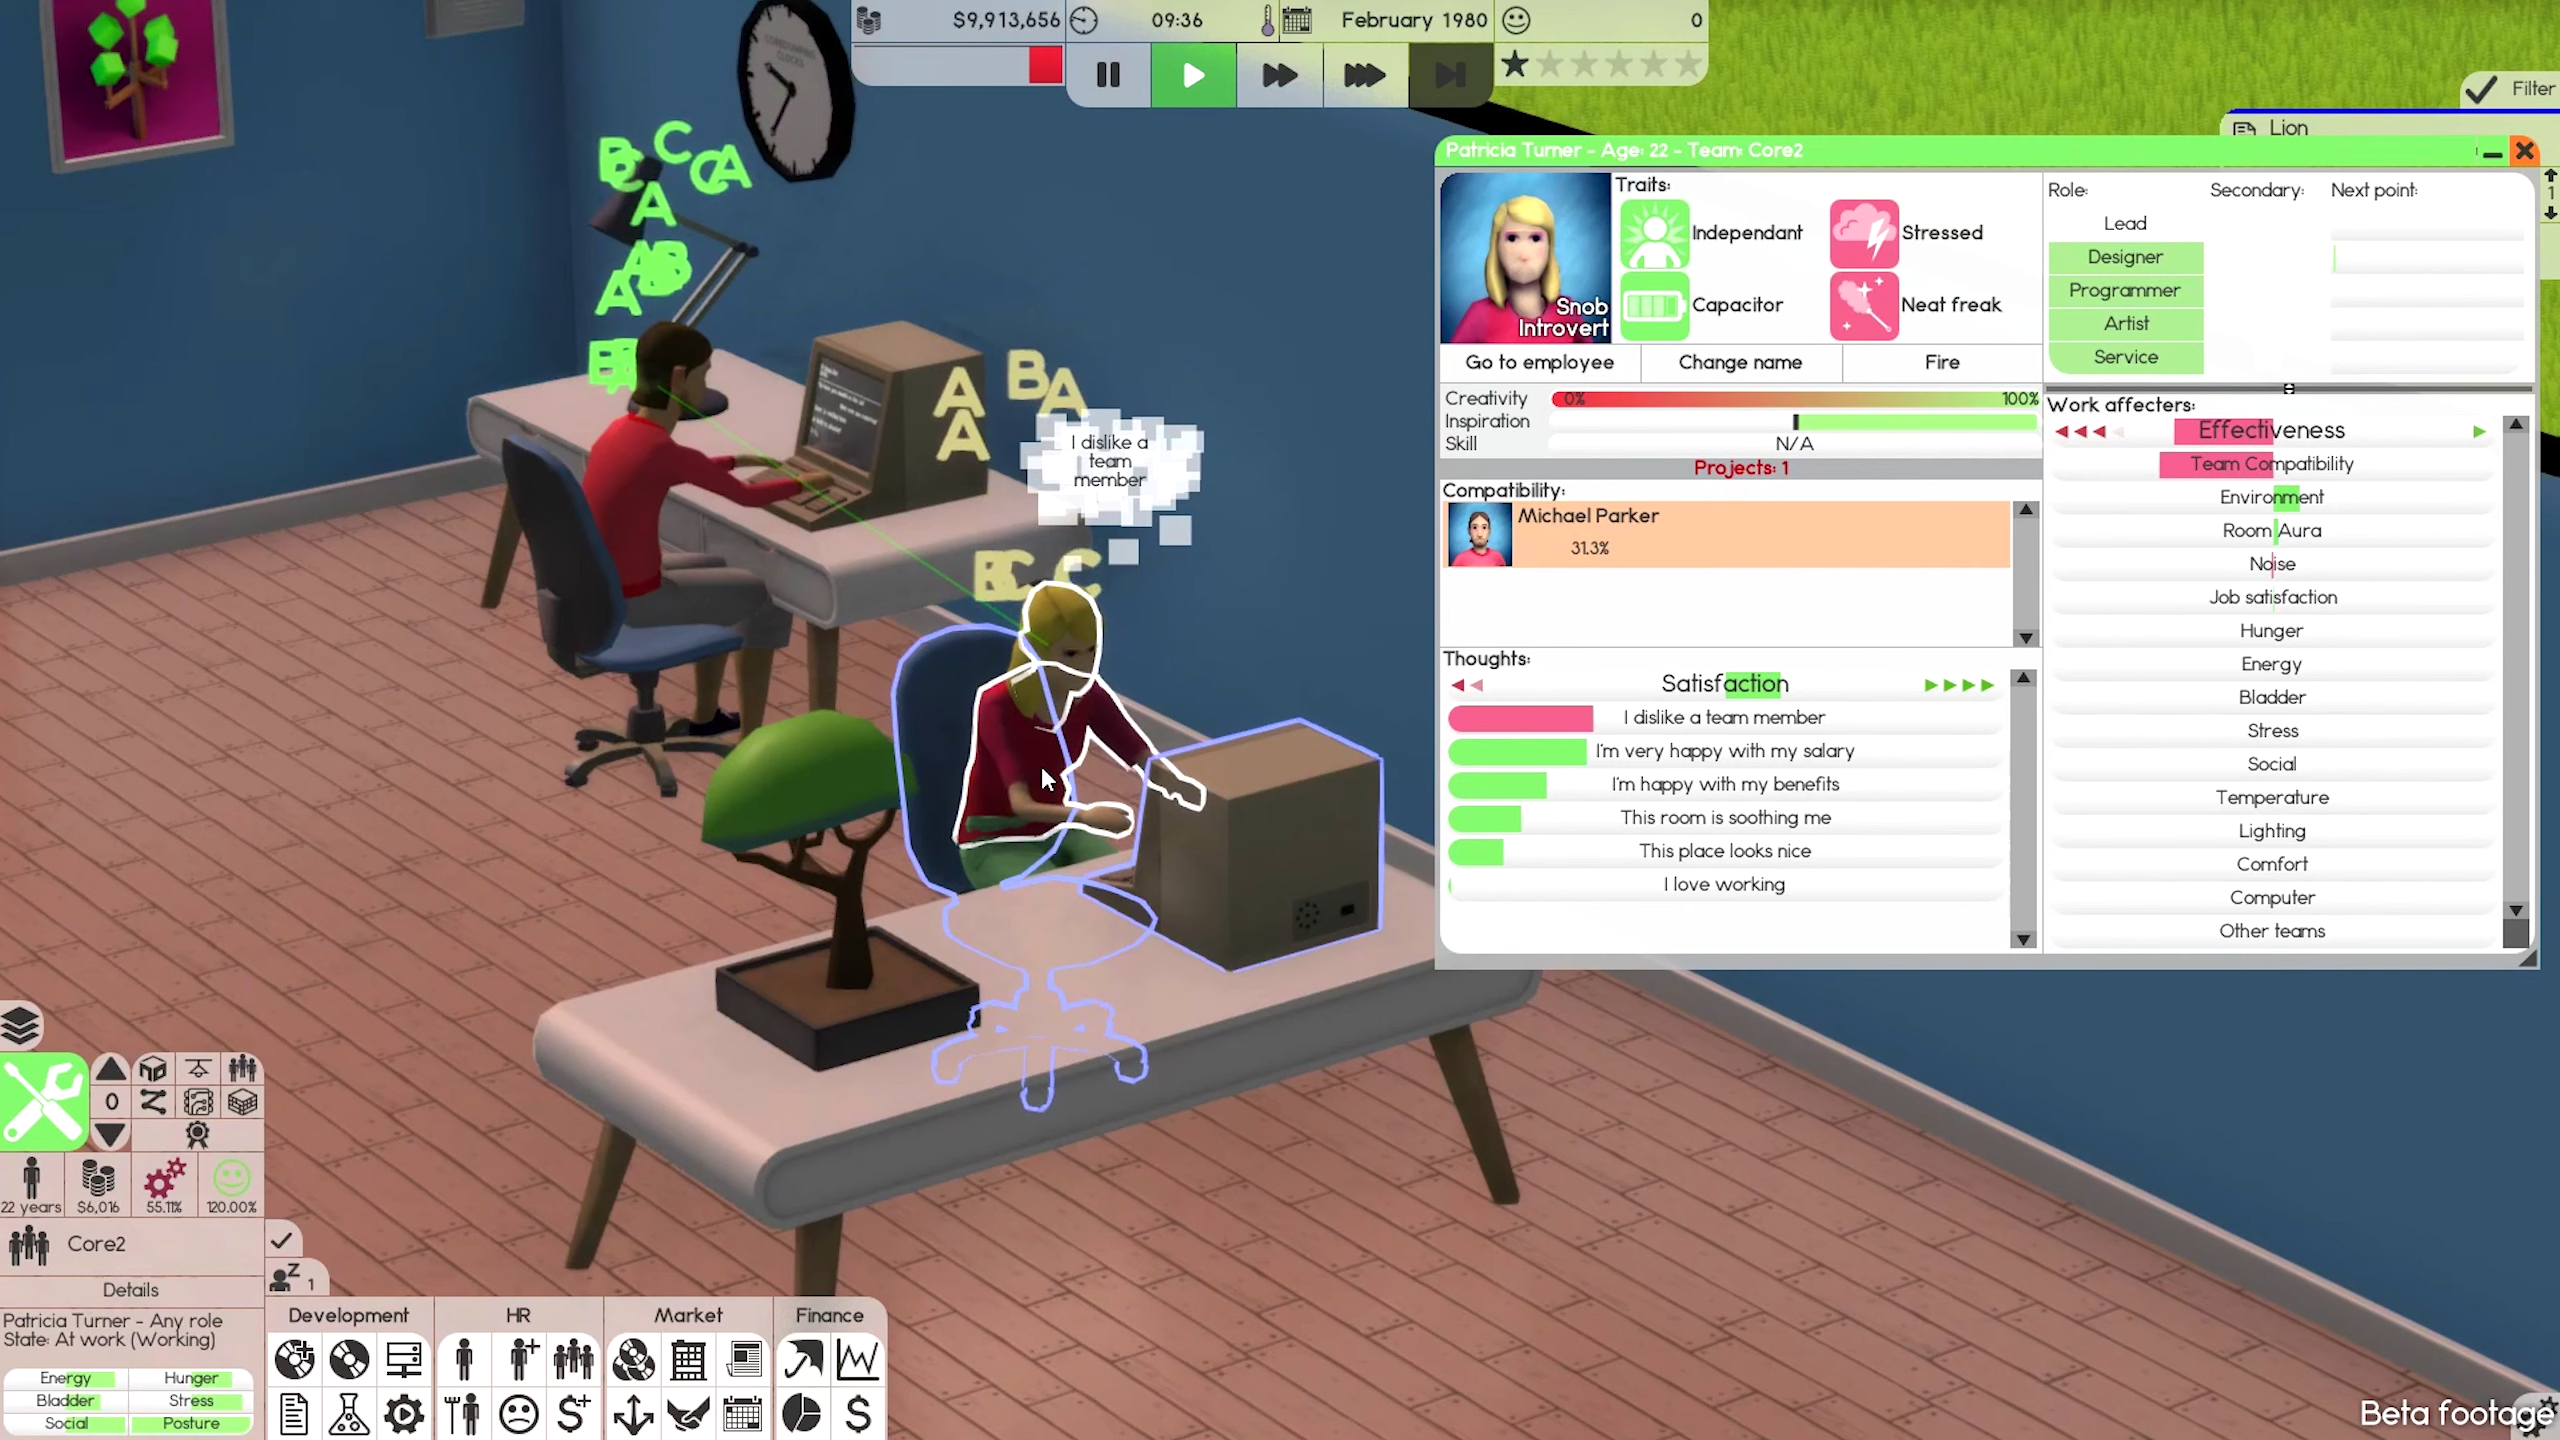 $9,913,656
09:36
February 1980
0
Filter
Lion
Patricia Turner - Age: 22 - Team: Core2
Snob
Introvert
Traits:
Independant
Stressed
Capacitor
Neat freak
Go to employee
Change name
Fire
Role:
Secondary:
Next point:
Lead
Designer
Programmer
Artist
Service
1
Creativity
0%
100%
Inspiration
Skill
N/A
Projects: 1
Compatibility:
Michael Parker
31.3%
Thoughts:
Satisfaction
I dislike a team member
I'm very happy with my salary
I'm happy with my benefits
This room is soothing me
This place looks nice
I love working
Work affecters:
Effectiveness
Team Compatibility
Environment
Room Aura
Noise
Job satisfaction
Hunger
Energy
Bladder
Stress
Social
Temperature
Lighting
Comfort
Computer
Other teams
B C C C A
A
A B
A
A B A
A
I dislike a
team
member
C C
0
22 years
$6,016
55.11%
120.00%
Core2
Details
Patricia Turner - Any role
State: At work (Working)
Energy
Hunger
Bladder
Stress
Social
Posture
Z 1
Development
HR
Market
Finance
Beta footage